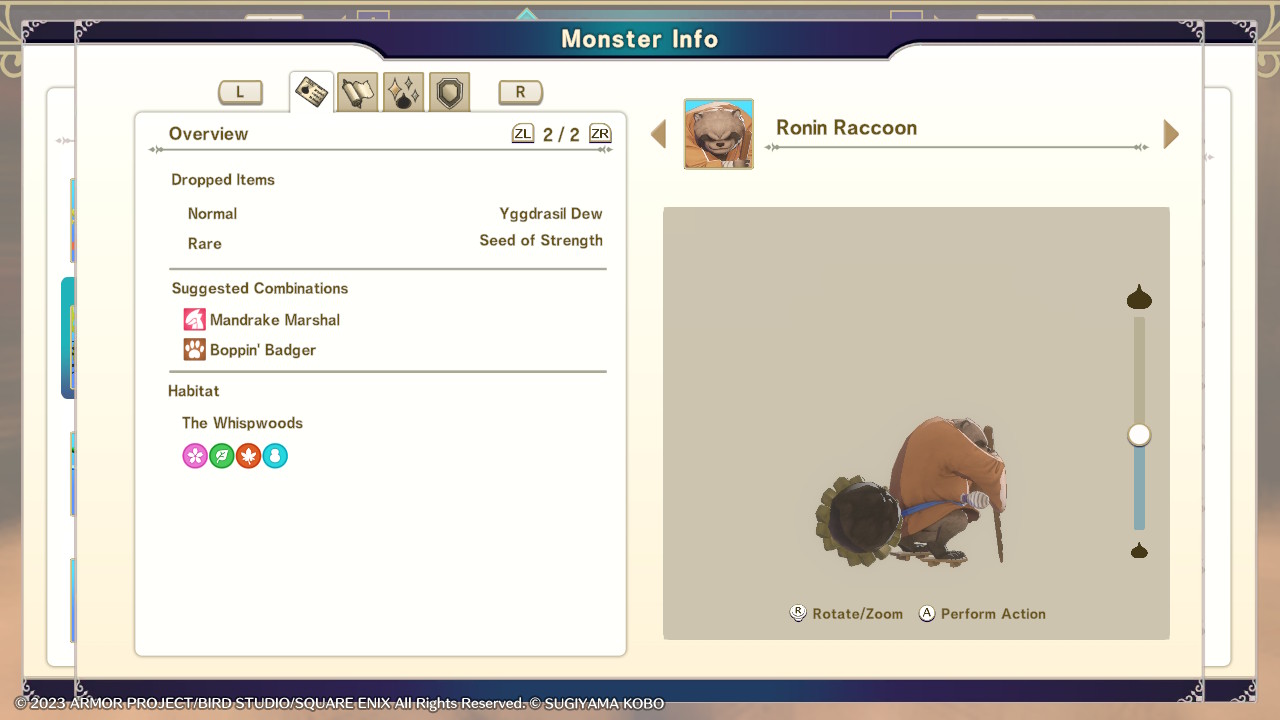 Monster Info
L
R
Overview
ZL 2 / 2 ZR
Dropped Items
Normal Yggdrasil Dew
Rare Seed of Strength
Suggested Combinations
Mandrake Marshal
Boppin' Badger
Habitat
The Whispwoods
Ronin Raccoon
R Rotate/Zoom A Perform Action
© 2023 ARMOR PROJECT/BIRD STUDIO/SQUARE ENIX All Rights Reserved. © SUGIYAMA KOBO